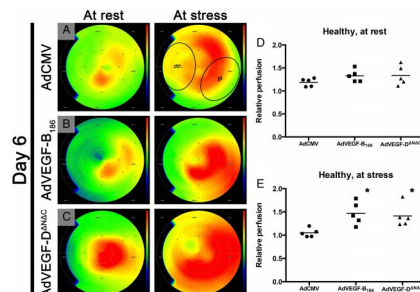 At rest
At stress
Day 6
A
AdCMV
ctrl.
gt
B
AdVEGF-B186
C
AdVEGF-DΔNΔC
D
Healthy, at rest
Relative perfusion
2.0
1.5
1.0
0.5
0.0
AdCMV
AdVEGF-B186
AdVEGF-DΔNΔC
E
Healthy, at stress
Relative perfusion
2.0
1.5
1.0
0.5
0.0
*
*
AdCMV
AdVEGF-B186
AdVEGF-DΔNΔC